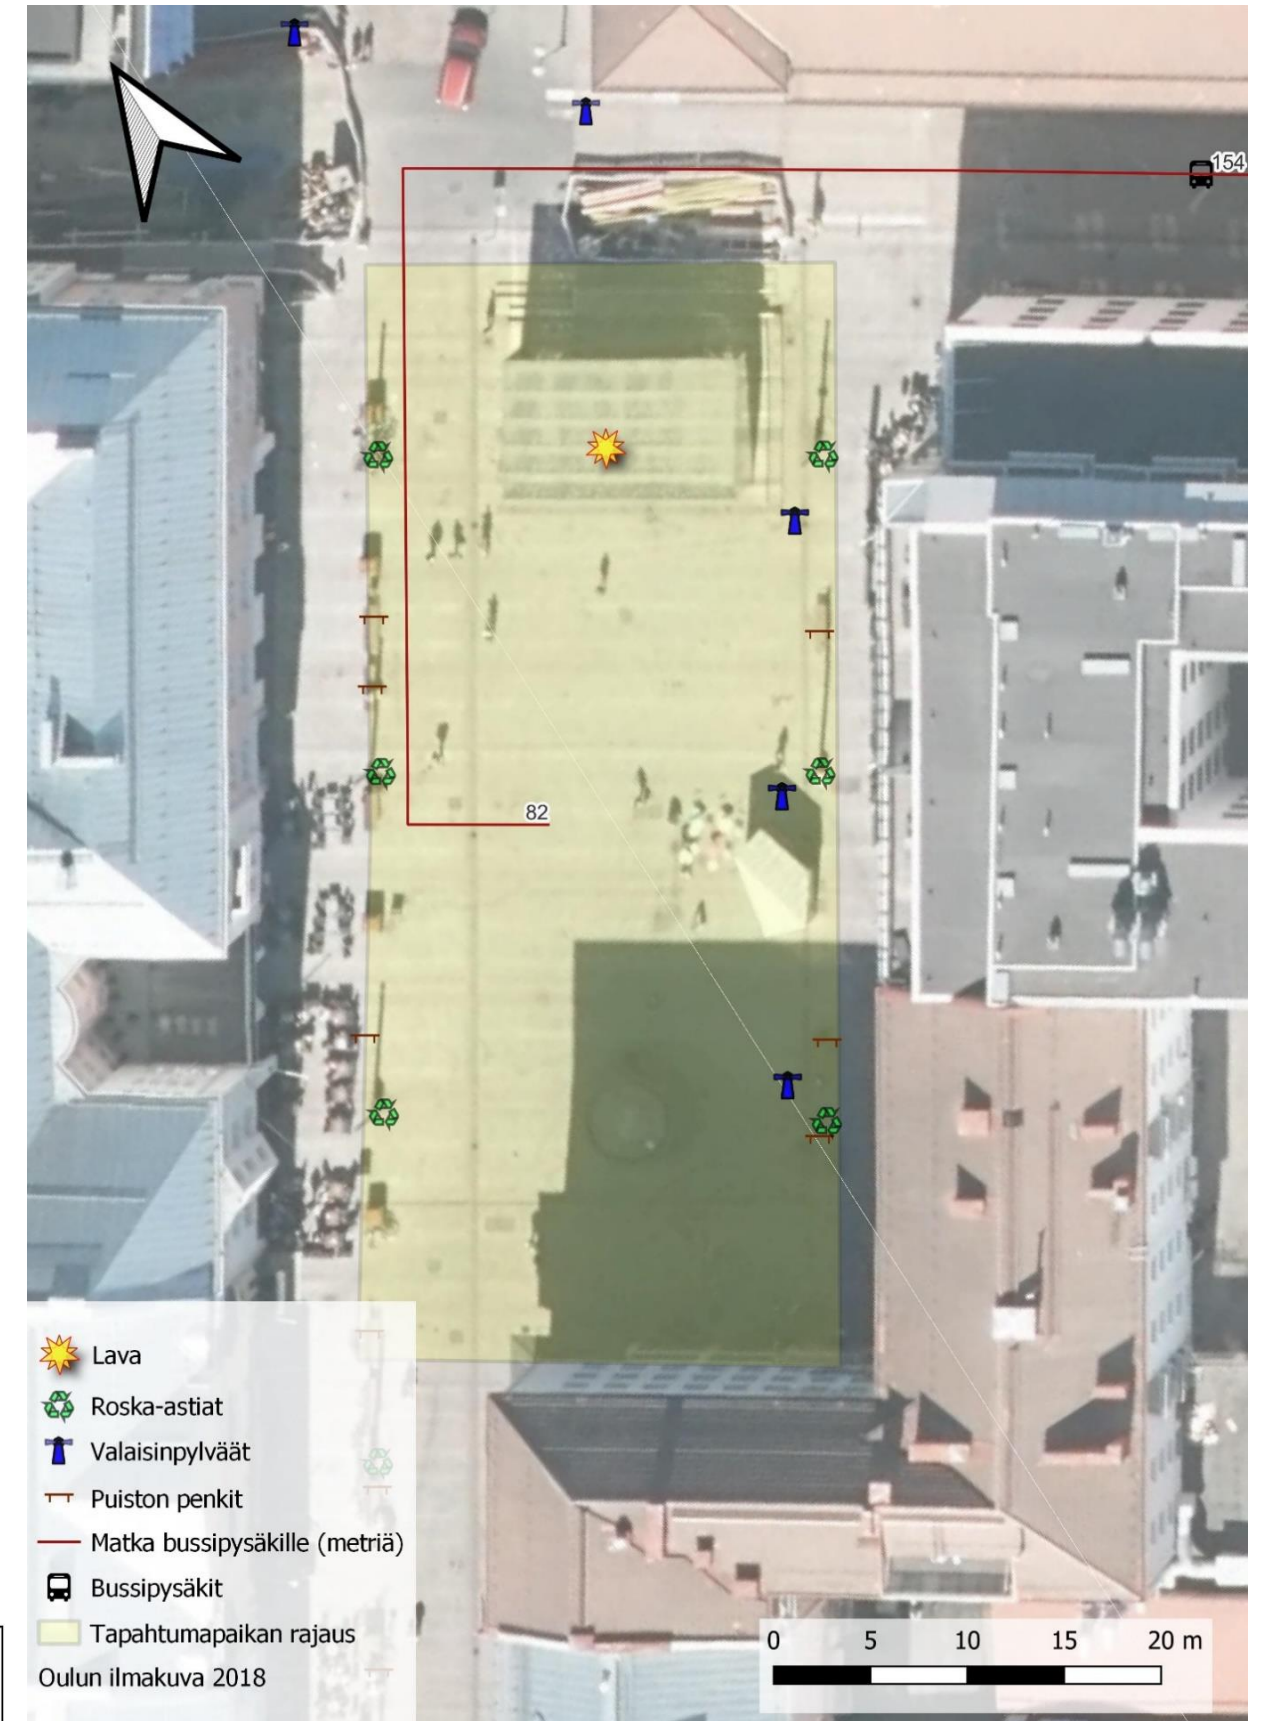 154
82
Lava
Roska-astiat
Valaisinpylväät
Puiston penkit
Matka bussipysäkille (metriä)
Bussipysäkit
Tapahtumapaikan rajaus
Oulun ilmakuva 2018
0 5 10 15 20 m